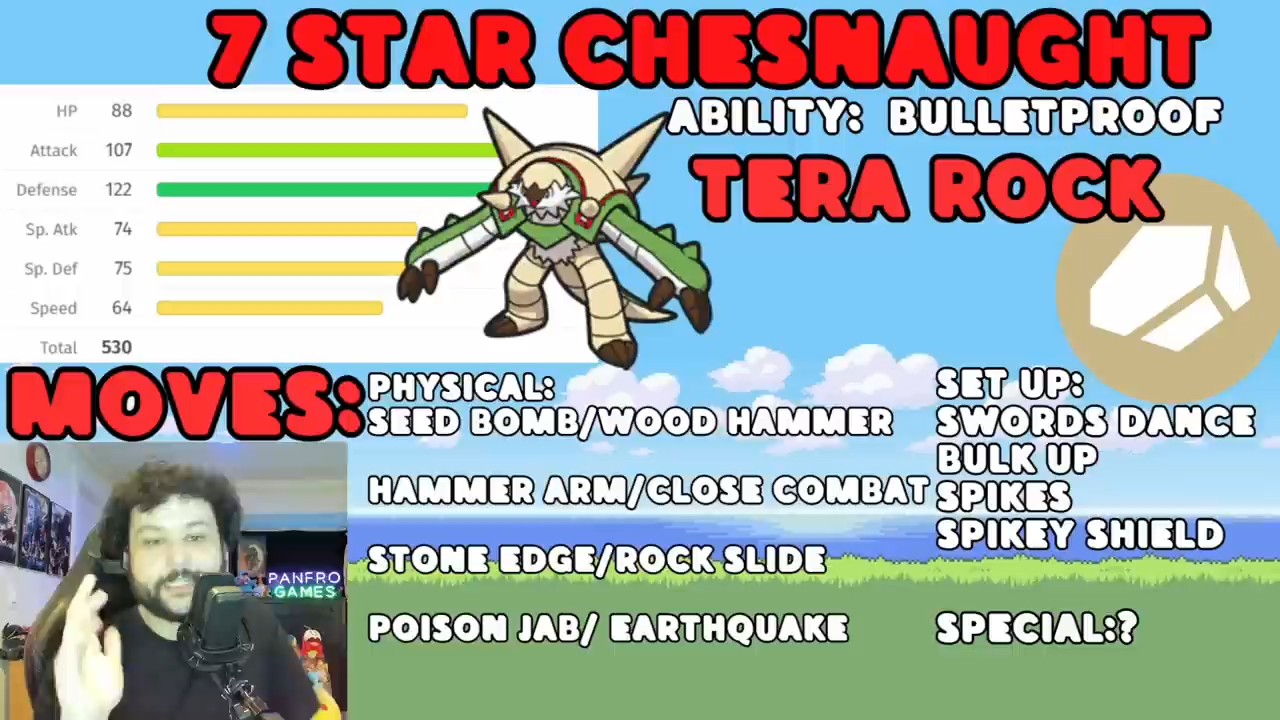 7 STAR CHESNAUGHT
HP 88
Attack 107
Defense 122
Sp. Atk 74
Sp. Def 75
Speed 64
Total 530
ABILITY: BULLETPROOF
TERA ROCK
MOVES:
PHYSICAL:
SEED BOMB/WOOD HAMMER
HAMMER ARM/CLOSE COMBAT
STONE EDGE/ROCK SLIDE
POISON JAB/ EARTHQUAKE
SET UP:
SWORDS DANCE
BULK UP
SPIKES
SPIKEY SHIELD
SPECIAL:?
PANFRO
GAMES